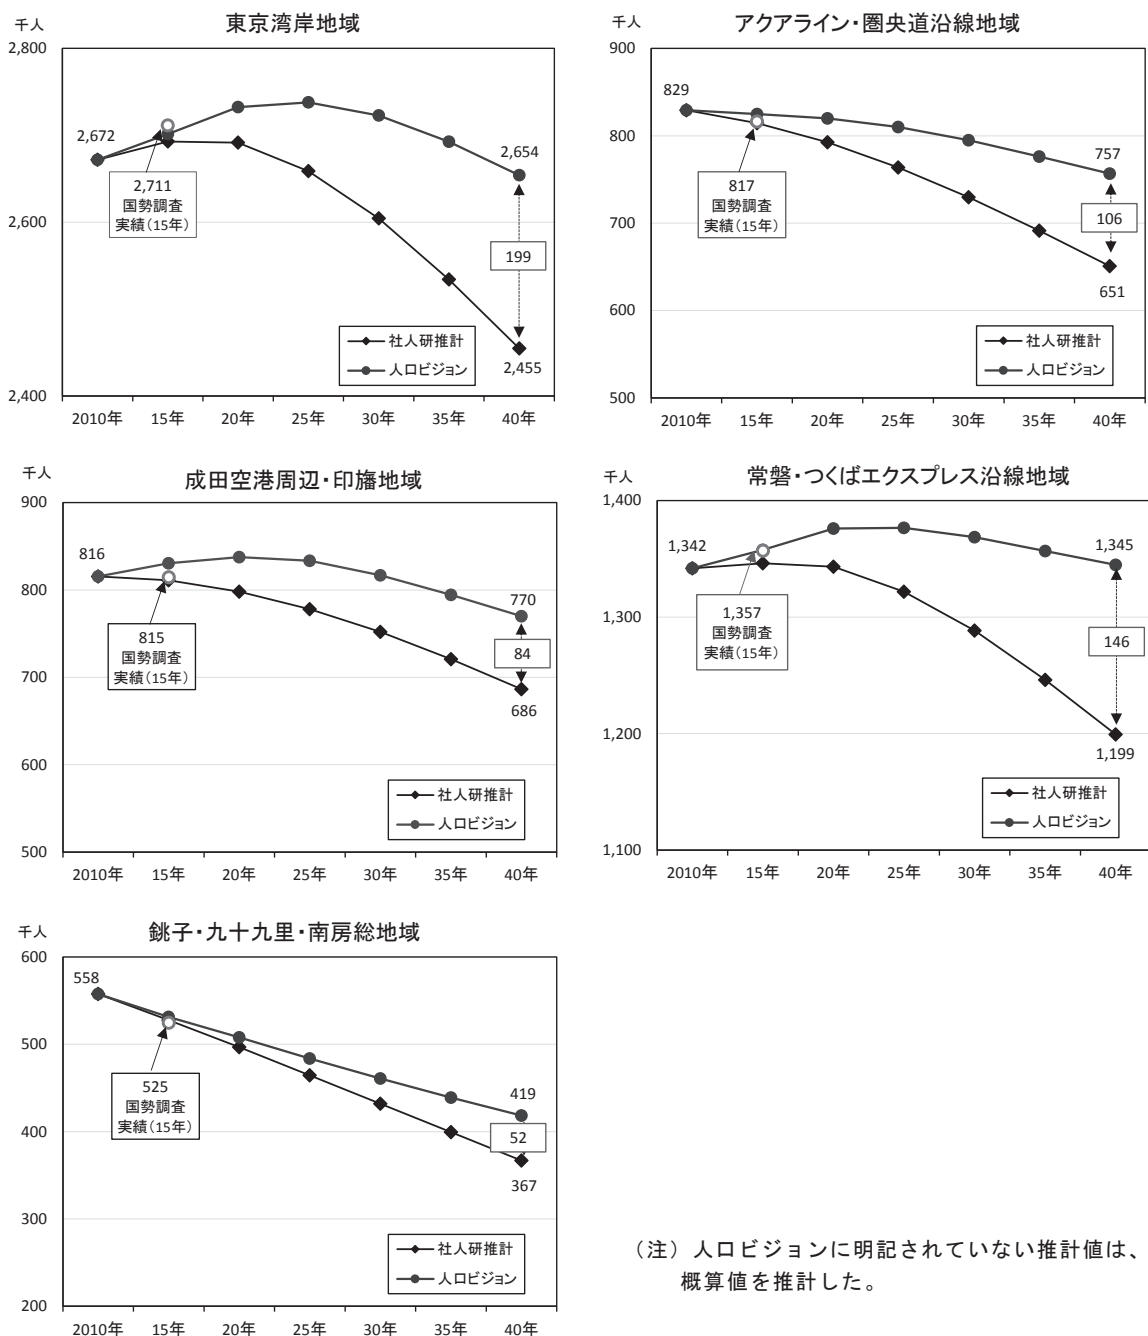 千人
東京湾岸地域
2,800
2,600
2,400
2,672
2,711
国勢調査
実績(15年)
2,654
199
2,455
社人研推計
人口ビジョン
2010年 15年 20年 25年 30年 35年 40年
千人
アクアライン・圏央道沿線地域
900
800
700
600
500
829
817
国勢調査
実績(15年)
757
106
651
社人研推計
人口ビジョン
2010年 15年 20年 25年 30年 35年 40年
千人
成田空港周辺・印旛地域
900
800
700
600
500
816
815
国勢調査
実績(15年)
770
84
686
社人研推計
人口ビジョン
2010年 15年 20年 25年 30年 35年 40年
千人
常磐・つくばエクスプレス沿線地域
1,400
1,300
1,200
1,100
1,342
1,357
国勢調査
実績(15年)
1,345
146
1,199
社人研推計
人口ビジョン
2010年 15年 20年 25年 30年 35年 40年
千人
銚子・九十九里・南房総地域
600
500
400
300
200
558
525
国勢調査
実績(15年)
419
52
367
社人研推計
人口ビジョン
2010年 15年 20年 25年 30年 35年 40年
(注) 人口ビジョンに明記されていない推計値は、
概算値を推計した。